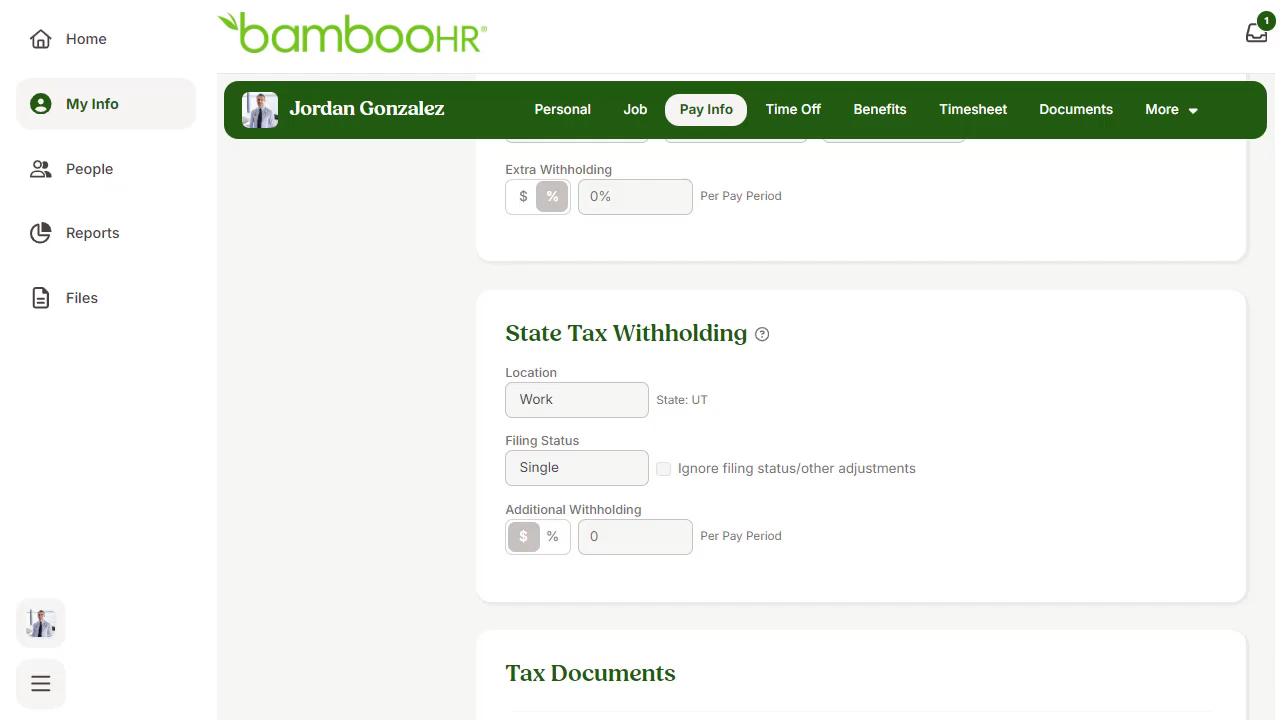 Home
bambooHR®
1
My Info
Jordan Gonzalez
Personal
Job
Pay Info
Time Off
Benefits
Timesheet
Documents
More
People
Reports
Files
Extra Withholding
$ % 0% Per Pay Period
State Tax Withholding ?
Location
Work State: UT
Filing Status
Single Ignore filing status/other adjustments
Additional Withholding
$ % 0 Per Pay Period
Tax Documents